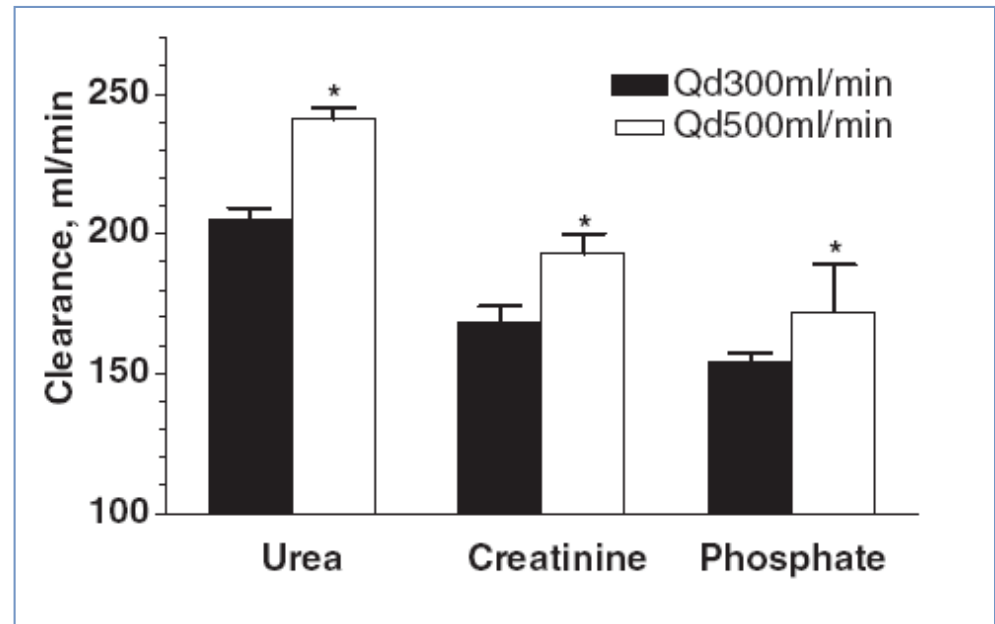 Clearance, ml/min
250
200
150
100
Qd300ml/min
Qd500ml/min
*
*
*
Urea Creatinine Phosphate